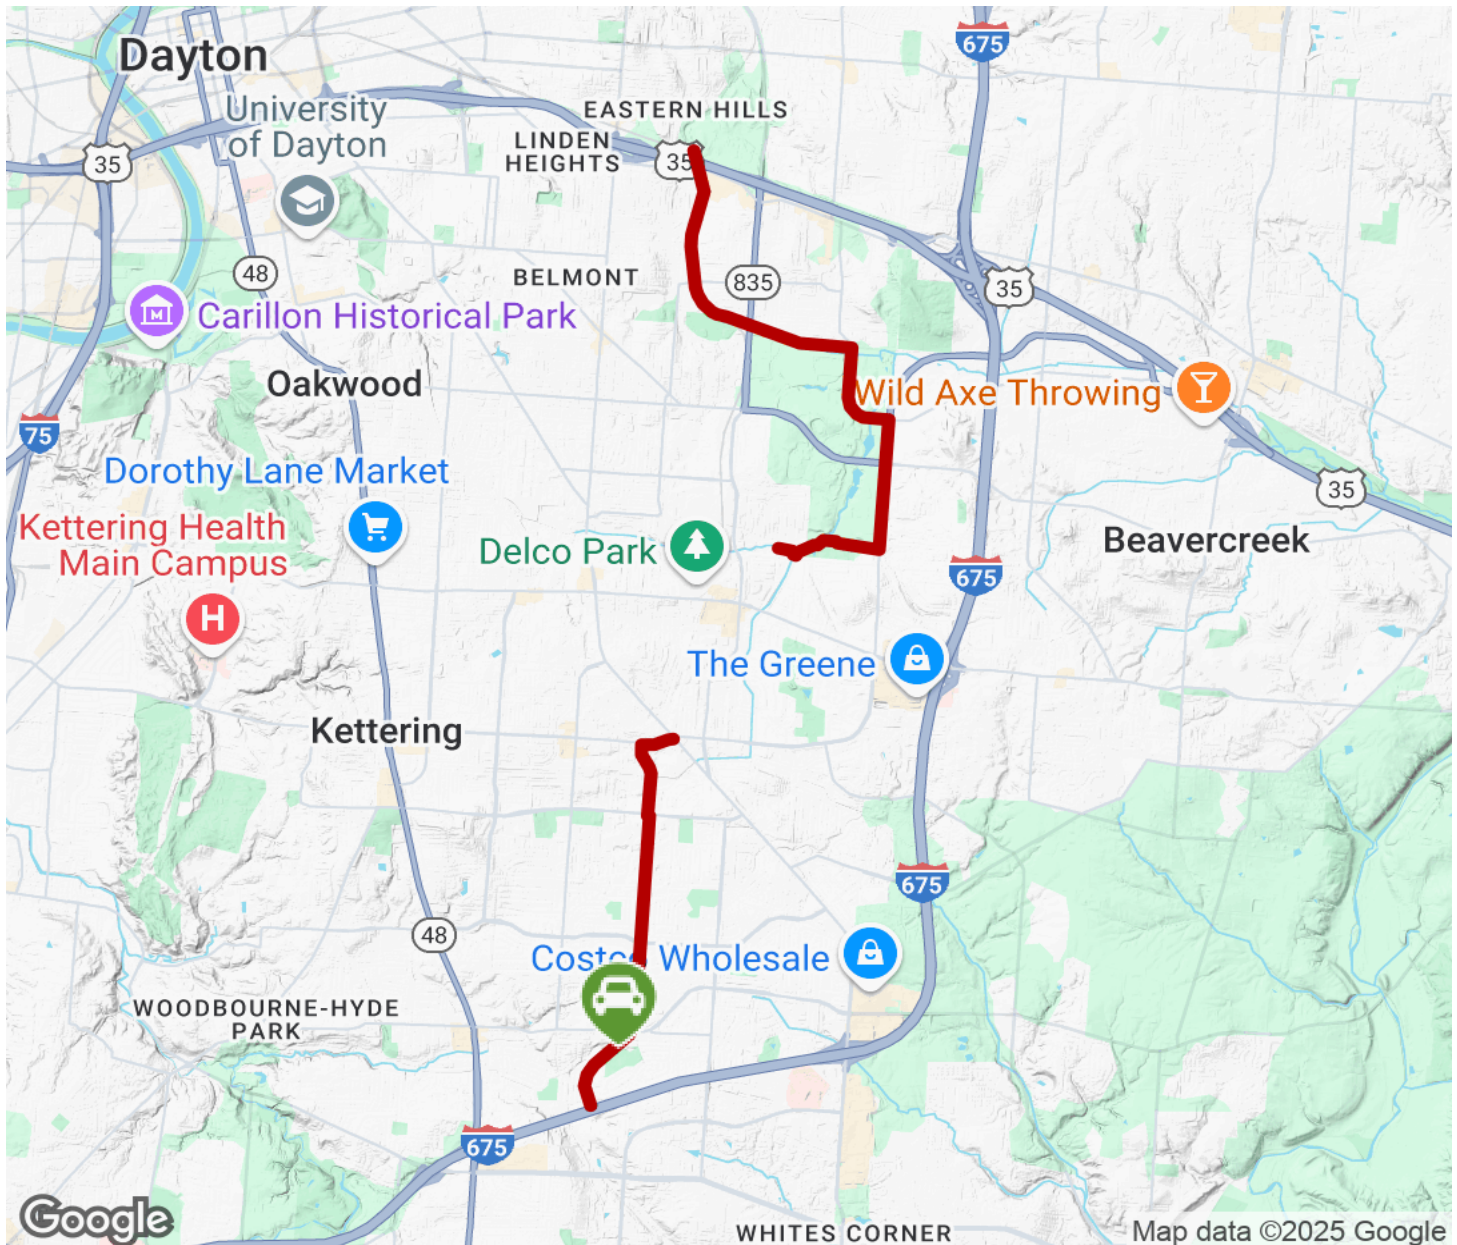 Dayton
675
EASTERN HILLS
University
of Dayton
LINDEN
HEIGHTS
35
35
48
BELMONT
835
35
Carillon Historical Park
Oakwood
Wild Axe Throwing
75
Dorothy Lane Market
35
Kettering Health
Main Campus
Delco Park
Beavercreek
675
H
The Greene
Kettering
675
48
Costco Wholesale
WOODBOURNE-HYDE
PARK
675
Google
WHITES CORNER
Map data ©2025 Google